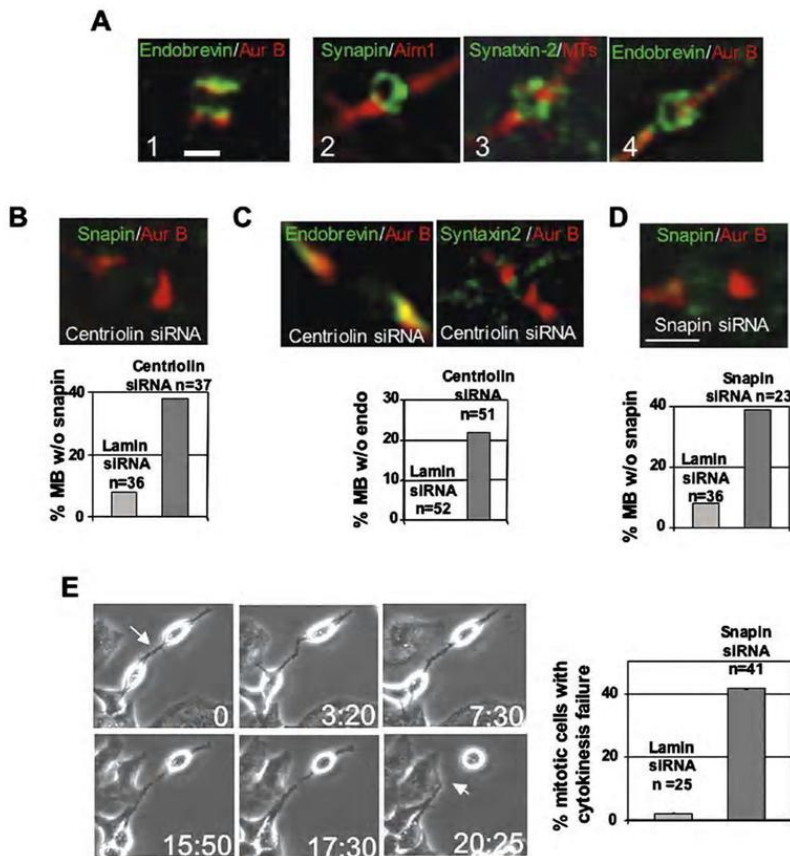 A
Endobrevin/Aur B
1
Synapin/Aim1
2
Synatxin-2/MTs
3
Endobrevin/Aur B
4
B
Snapin/Aur B
Centriolin siRNA
% MB w/o snapin
40
20
0
Lamin
siRNA
n=36
Centriolin
siRNA n=37
C
Endobrevin/Aur B
Centriolin siRNA
Syntaxin2 /Aur B
Centriolin siRNA
% MB w/o endo
30
20
10
0
Lamin
siRNA
n=52
Centriolin
siRNA
n=51
D
Snapin/Aur B
Snapin siRNA
% MB w/o snapin
40
20
0
Lamin
siRNA
n=36
Snapin
siRNA n=23
E
0
3:20
7:30
15:50
17:30
20:25
% mitotic cells with
cytokinesis failure
40
20
0
Lamin
siRNA
n =25
Snapin
siRNA
n=41